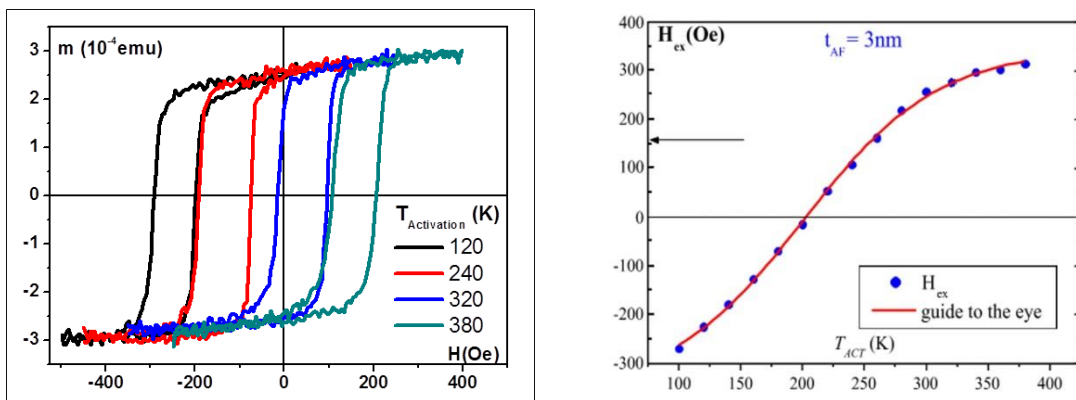 m (10⁻⁴emu)
3
2
1
0
-1
-2
-3
T_Activation (K)
120
240
320
380
H(Oe)
-400 -200 0 200 400
H_ex(Oe)
t_AF = 3nm
400
300
200
100
0
-100
-200
-300
H_ex
guide to the eye
T_ACT (K)
100 150 200 250 300 350 400